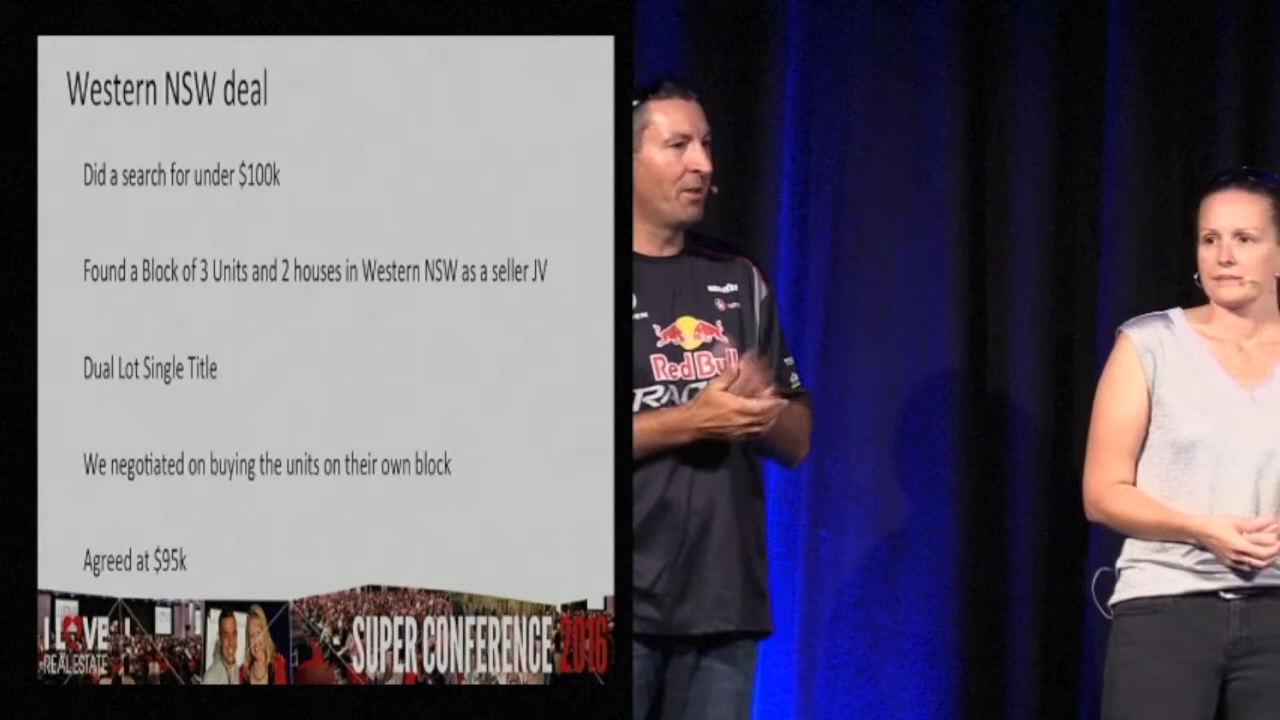 Western NSW deal
Did a search for under $100k
Found a Block of 3 Units and 2 houses in Western NSW as a seller JV
Dual Lot Single Title
We negotiated on buying the units on their own block
Agreed at $95k
I LOVE
REAL ESTATE
SUPER CONFERENCE 2016
Red Bull